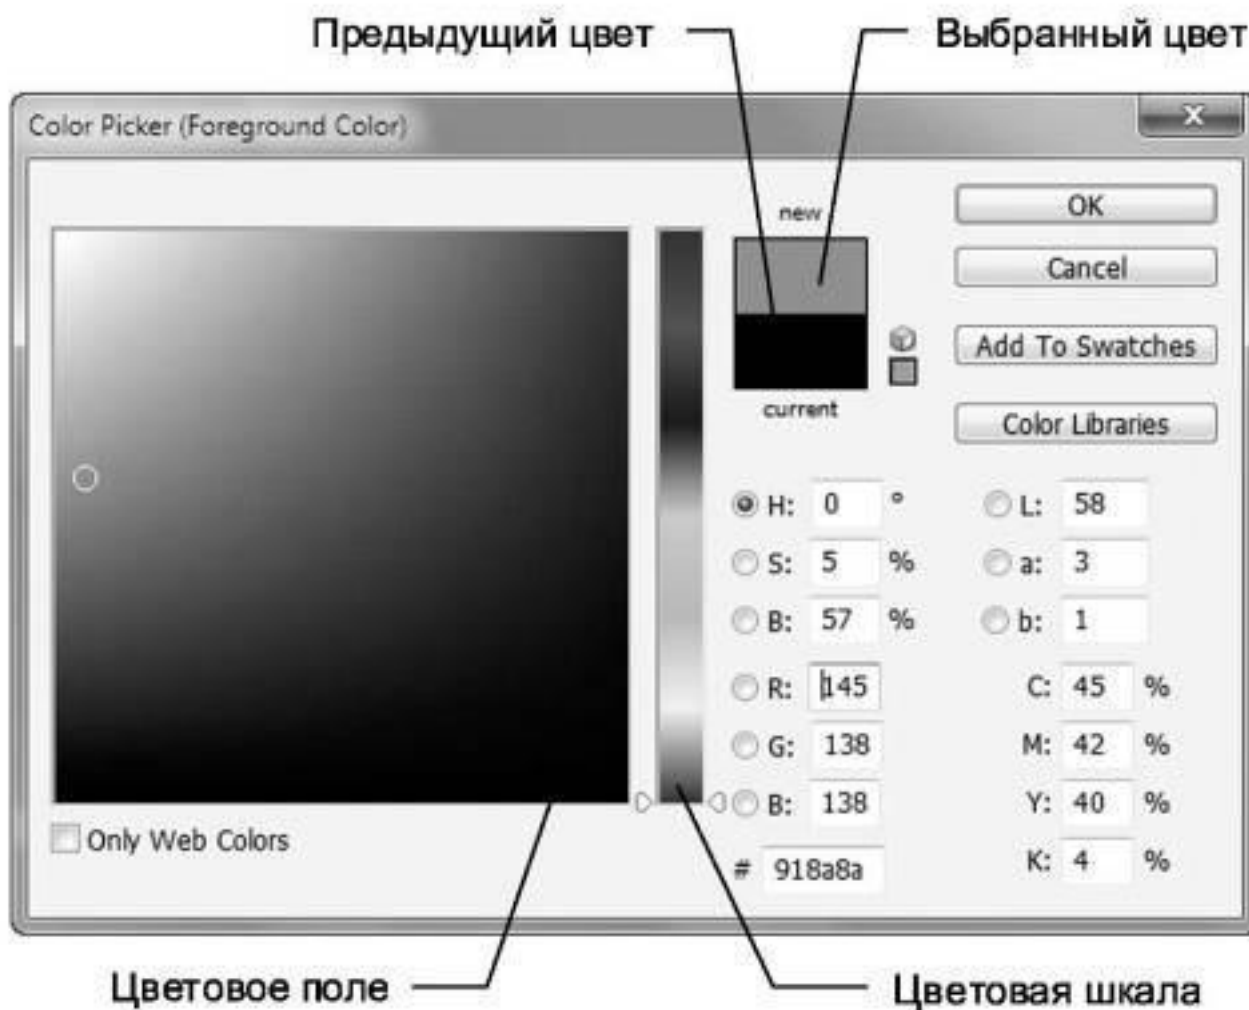 Предыдущий цвет
Выбранный цвет
Color Picker (Foreground Color)
new
current
OK
Cancel
Add To Swatches
Color Libraries
H: 0 °
S: 5 %
B: 57 %
R: 145
G: 138
B: 138
# 918a8a
L: 58
a: 3
b: 1
C: 45 %
M: 42 %
Y: 40 %
K: 4 %
Only Web Colors
Цветовое поле
Цветовая шкала